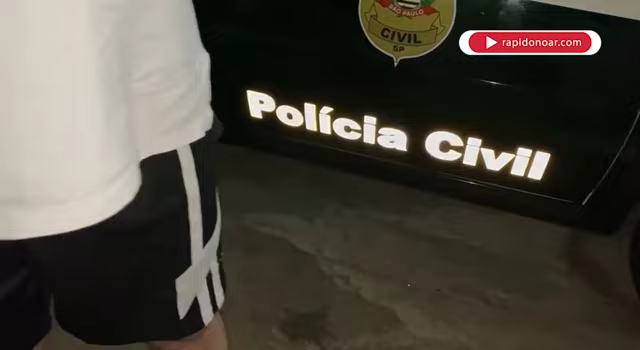 SÃO PAULO
CIVIL
SP
rapidonoar.com
Polícia Civil